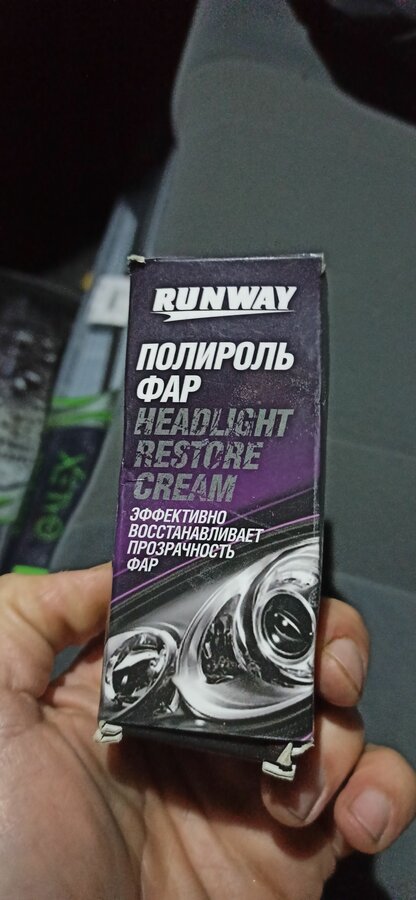 RUNWAY
ПОЛИРОЛЬ
ФАР
HEADLIGHT
RESTORE
CREAM
ЭФФЕКТИВНО
ВОССТАНАВЛИВАЕТ
ПРОЗРАЧНОСТЬ
ФАР